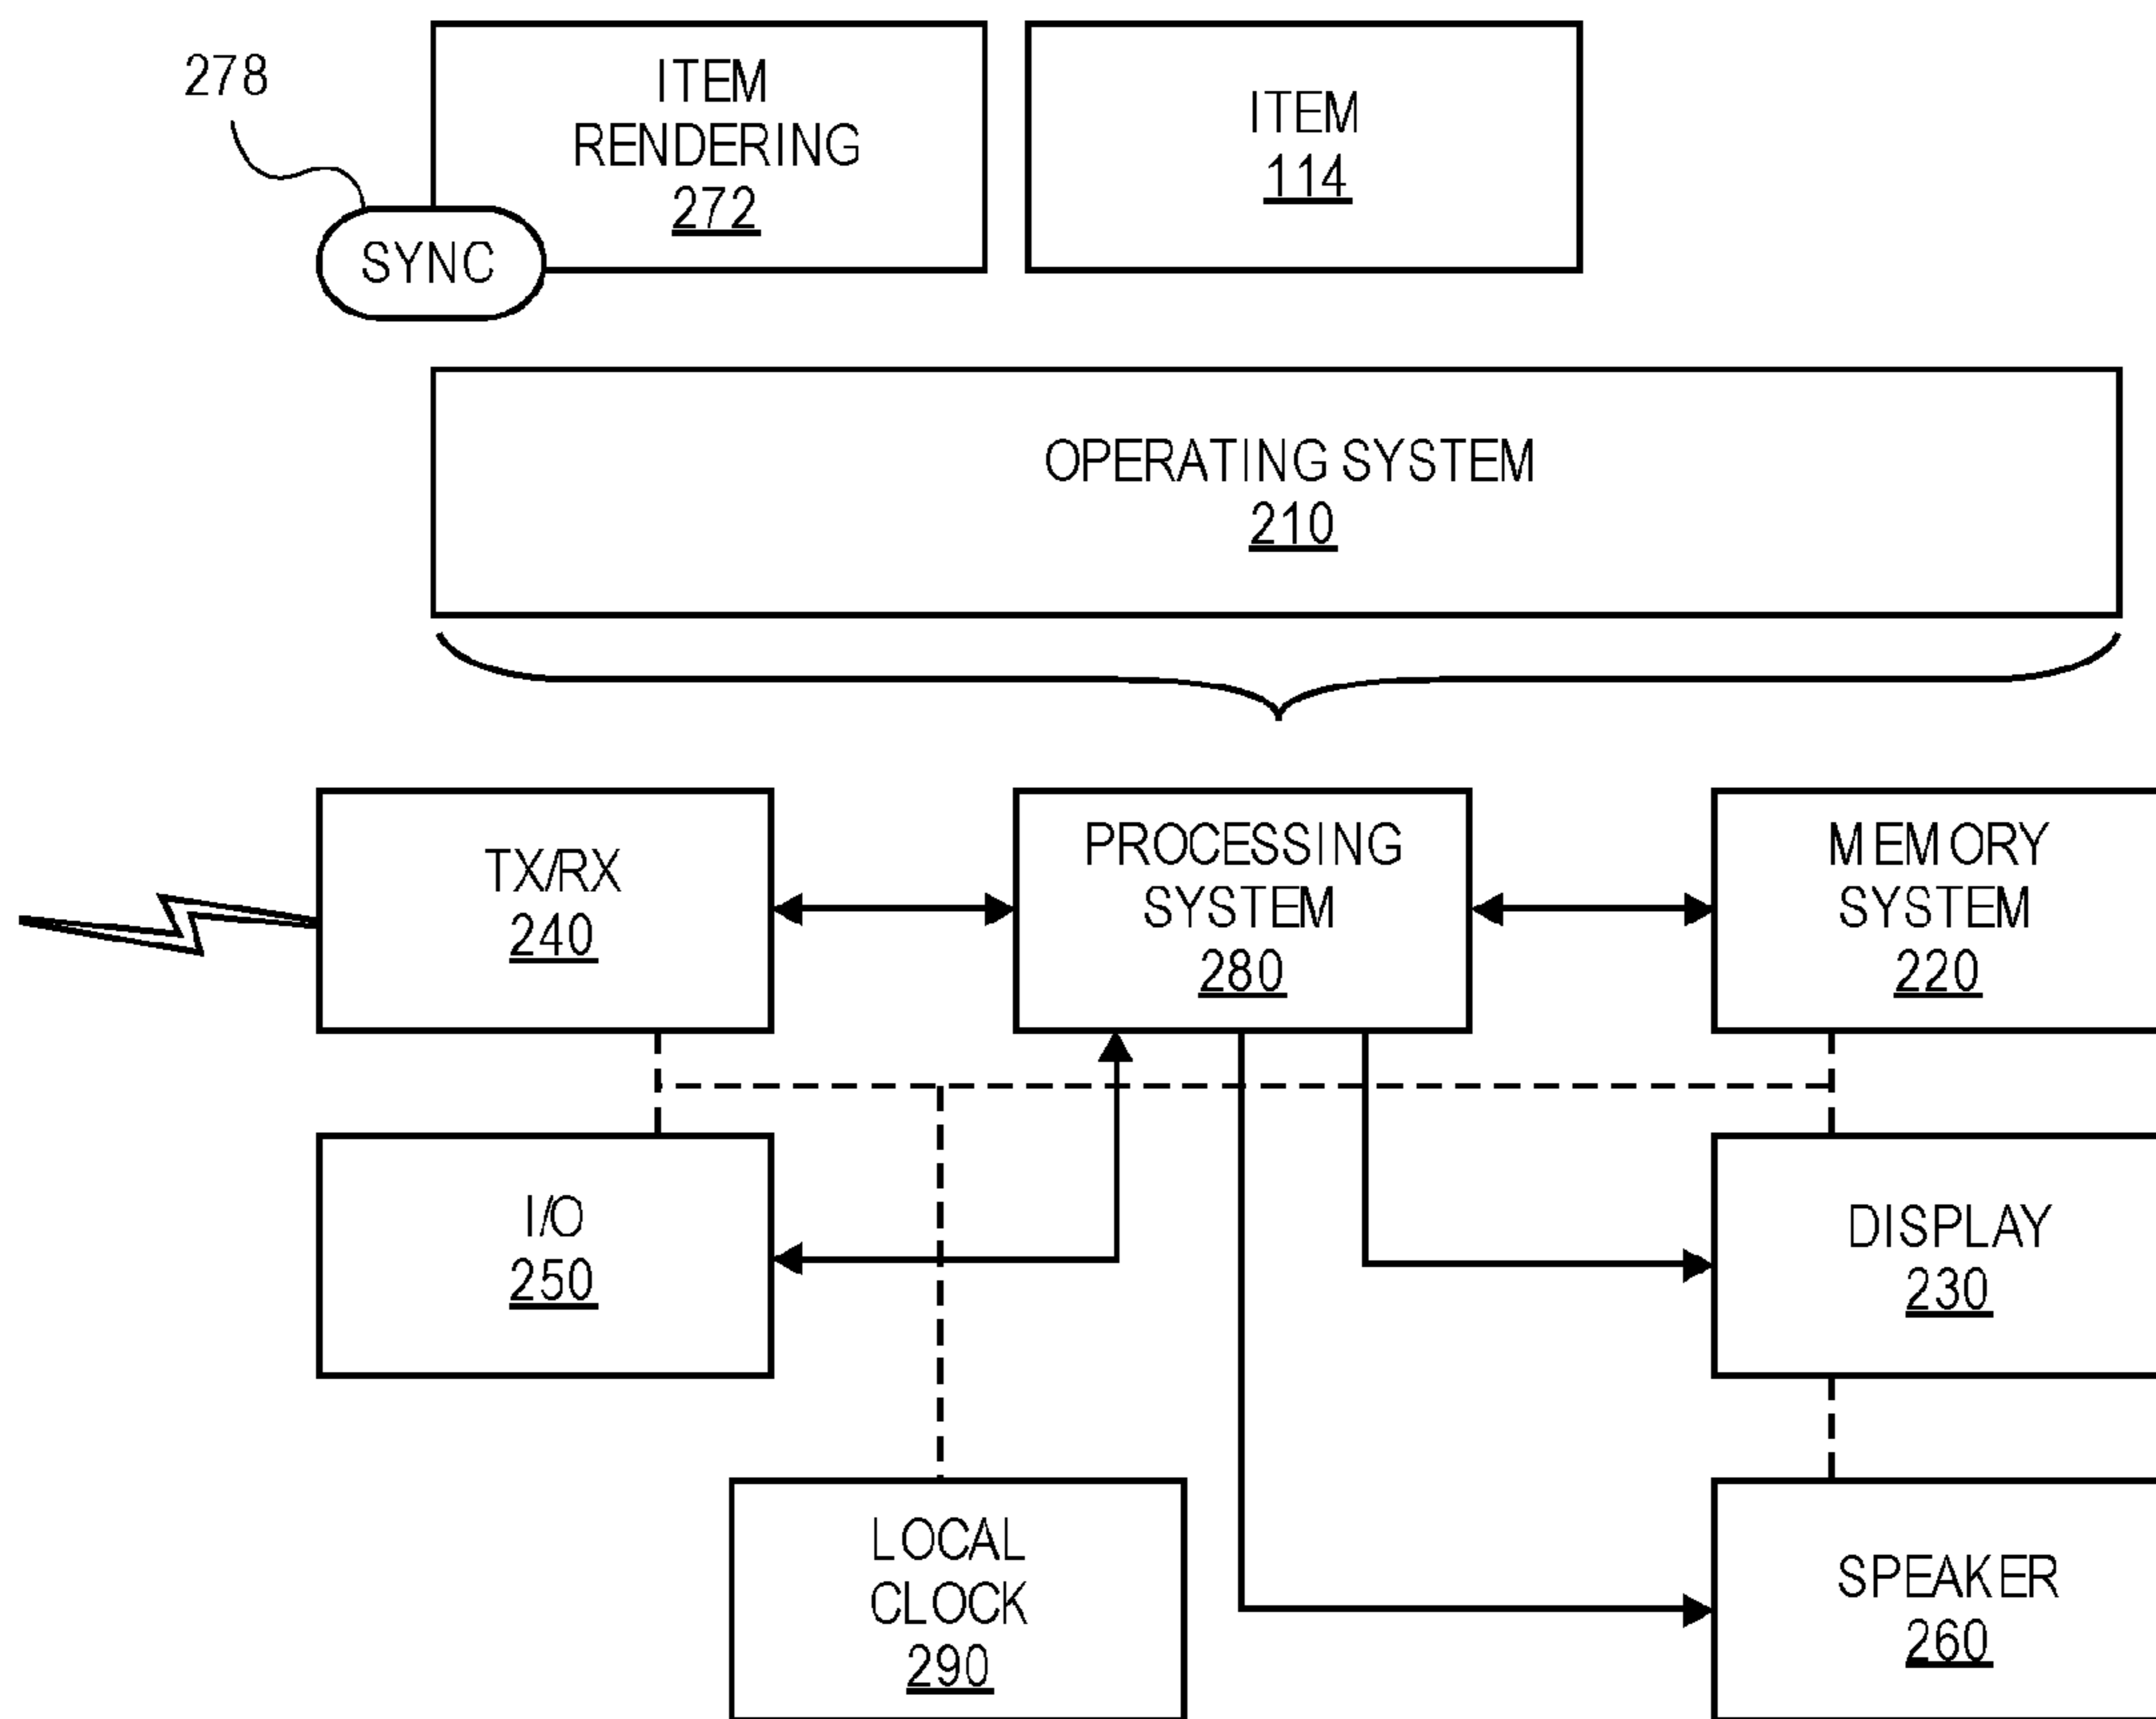 278
ITEM
RENDERING
272
SYNC
ITEM
114
OPERATING SYSTEM
210
TX/RX
240
PROCESSING
SYSTEM
280
MEMORY
SYSTEM
220
I/O
250
DISPLAY
230
LOCAL
CLOCK
290
SPEAKER
260